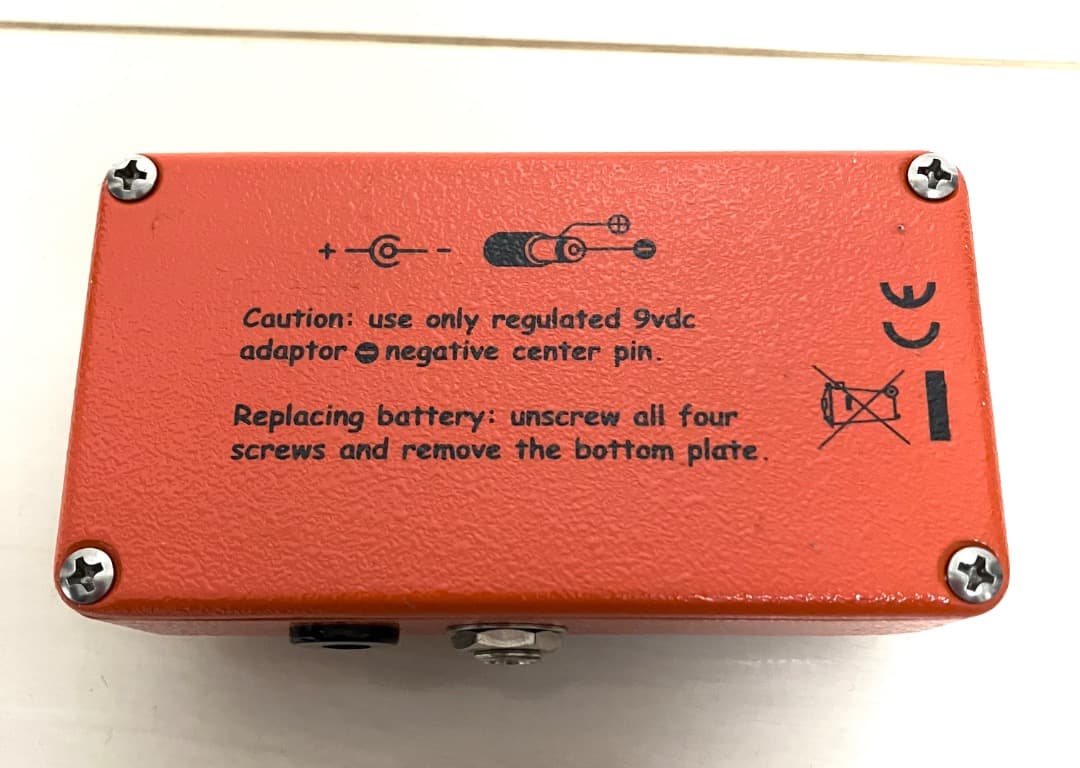 + -
+
-
Caution: use only regulated 9vdc
adaptor ⊖ negative center pin.
Replacing battery: unscrew all four
screws and remove the bottom plate.
CE